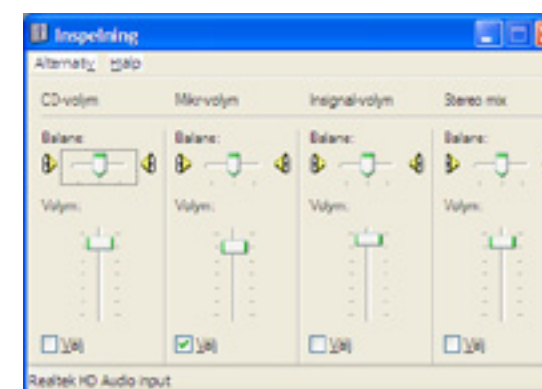 Inspelning
Alternativ Hjälp
CD-volym Mikr-volym Insignal-volym Stereo mix
Balans: Balans: Balans: Balans:
Volym: Volym: Volym: Volym:
Välj Välj Välj Välj
Realtek HD Audio input